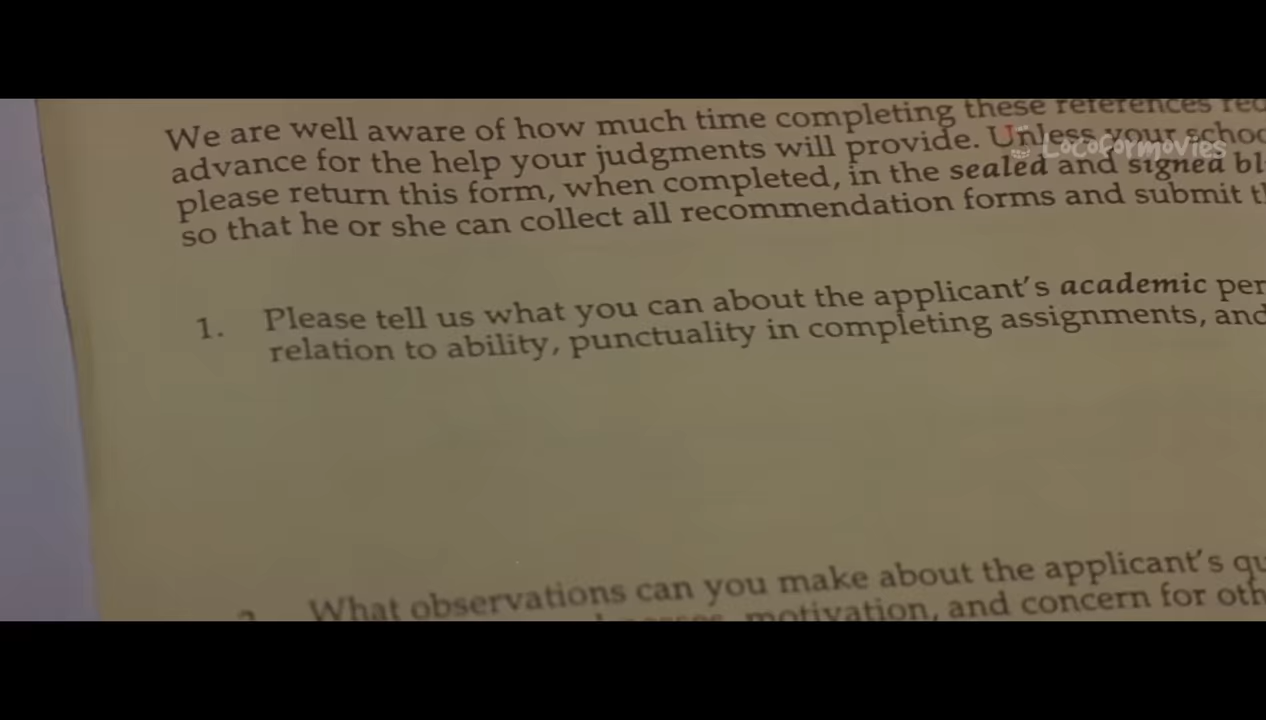 We are well aware of how much time completing these references
advance for the help your judgments will provide. Unless your
please return this form, when completed, in the sealed and signed
so that he or she can collect all recommendation forms and submit
1. Please tell us what you can about the applicant's academic
relation to ability, punctuality in completing assignments, and
What observations can you make about the applicant's
motivation, and concern for
Locoformovies